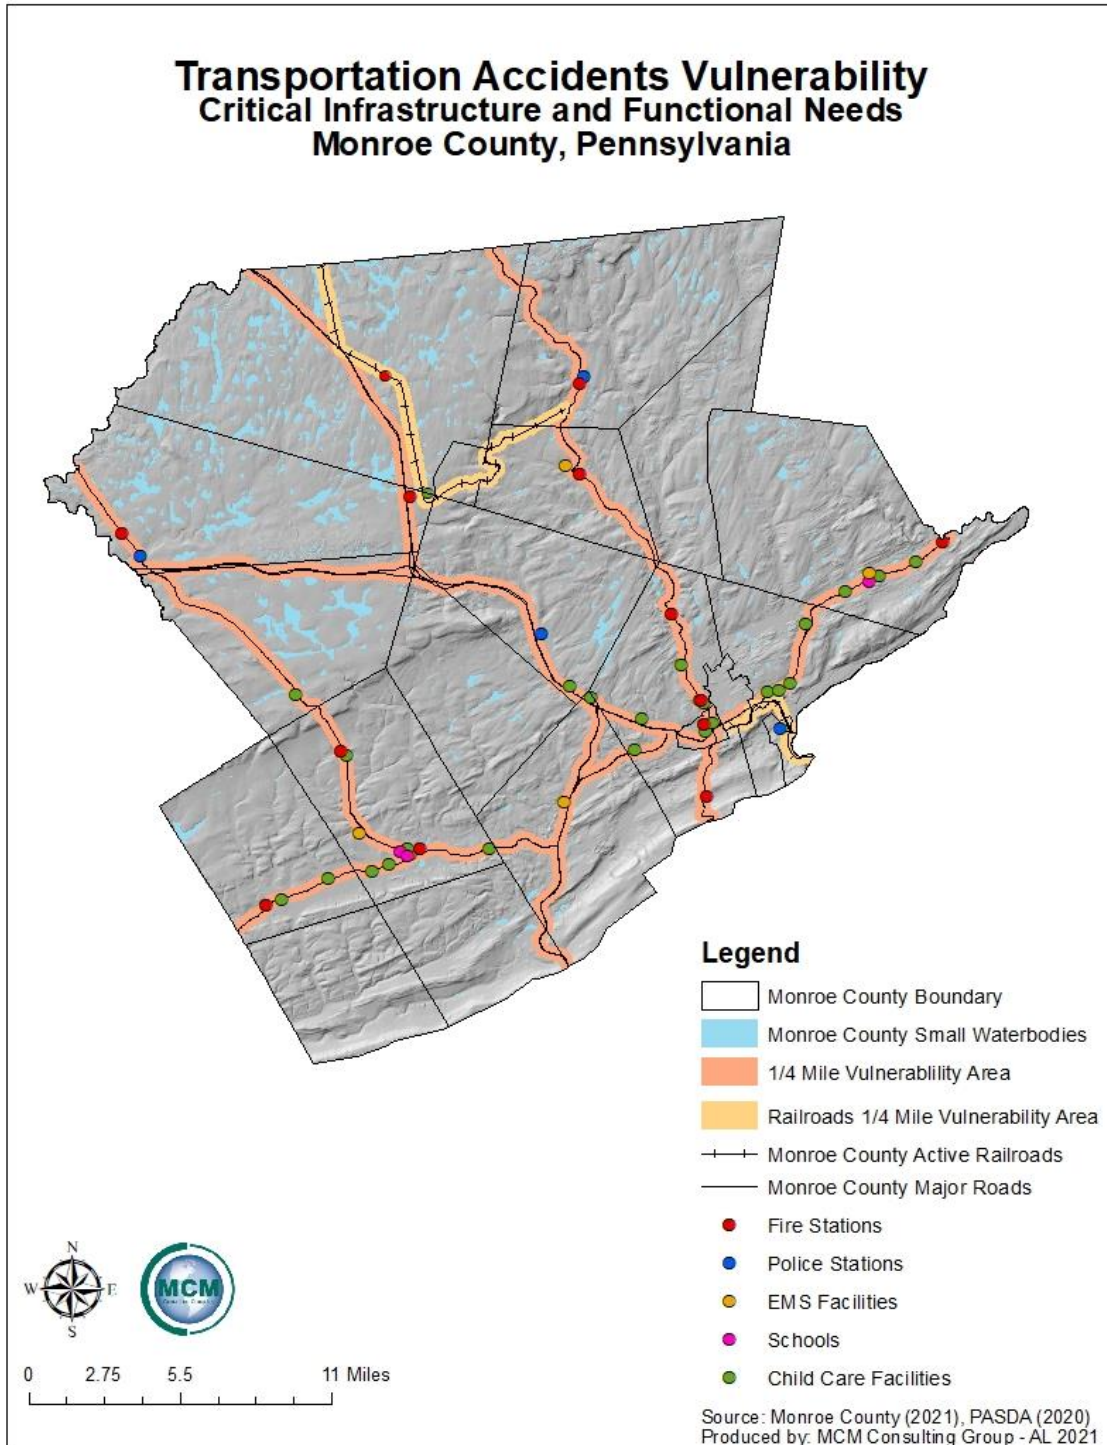 Transportation Accidents Vulnerability
Critical Infrastructure and Functional Needs
Monroe County, Pennsylvania
Legend
Monroe County Boundary
Monroe County Small Waterbodies
1/4 Mile Vulnerablility Area
Railroads 1/4 Mile Vulnerability Area
Monroe County Active Railroads
Monroe County Major Roads
Fire Stations
Police Stations
EMS Facilities
Schools
Child Care Facilities
N
W E
S
MCM
0 2.75 5.5 11 Miles
Source: Monroe County (2021), PASDA (2020)
Produced by: MCM Consulting Group - AL 2021